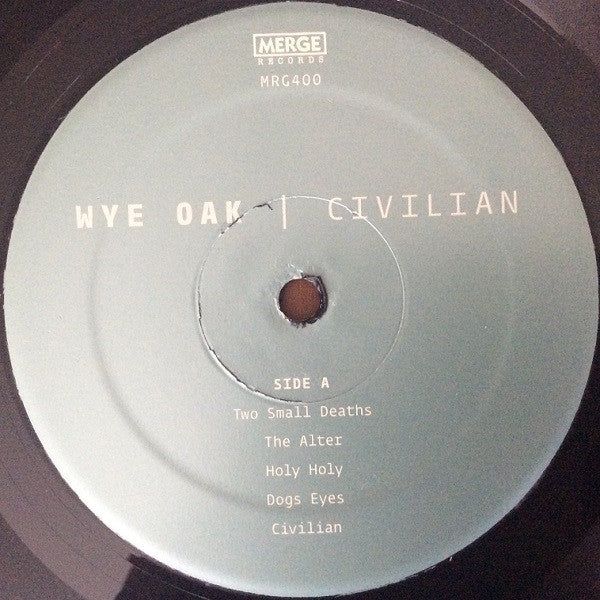 MERGE
RECORDS
MRG400
WYE OAK | CIVILIAN
SIDE A
Two Small Deaths
The Alter
Holy Holy
Dogs Eyes
Civilian